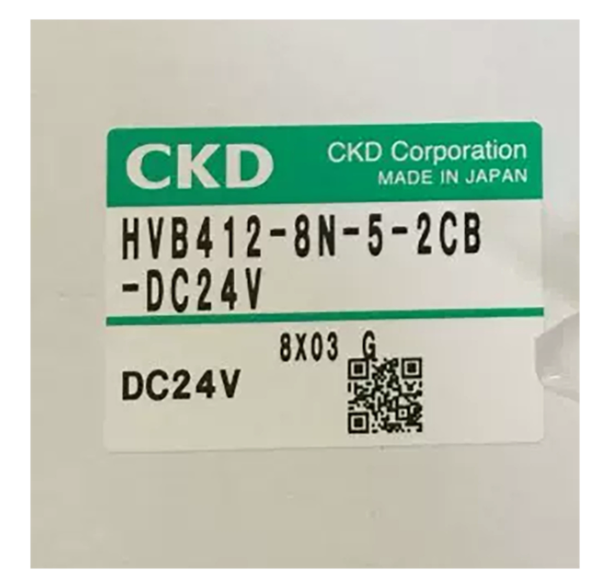 CKD
CKD Corporation
MADE IN JAPAN
HVB412-8N-5-2CB
-DC24V
8X03 G
DC24V